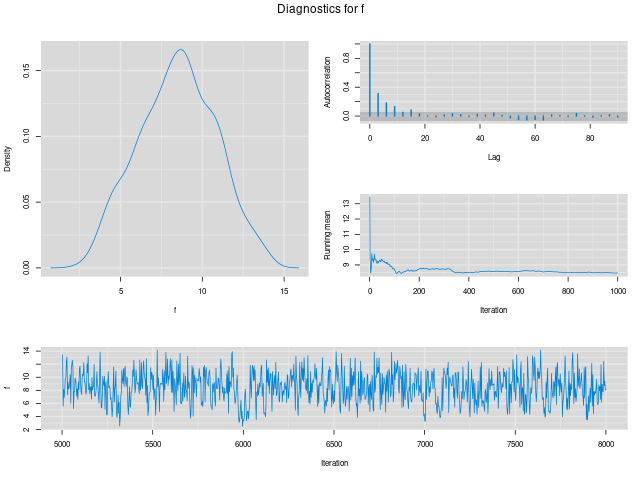 Diagnostics for f
Density
0.00 0.05 0.10 0.15
5 10 15
f
Autocorrelation
0.0 0.4 0.8
0 20 40 60 80
Lag
Running mean
9 10 11 12 13
0 200 400 600 800 1000
Iteration
f
2 4 6 8 10 14
5000 5500 6000 6500 7000 7500 8000
Iteration